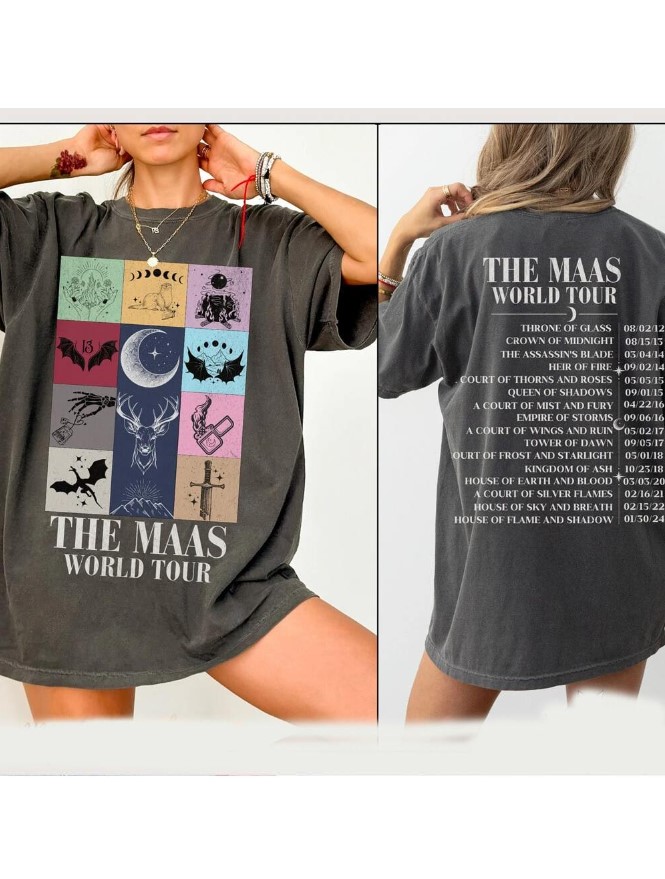 13
THE MAAS
WORLD TOUR
THE MAAS
WORLD TOUR
THRONE OF GLASS 08/02/12
CROWN OF MIDNIGHT 08/15/13
THE ASSASSIN'S BLADE 03/04/14
HEIR OF FIRE 09/02/14
COURT OF THORNS AND ROSES 05/05/15
QUEEN OF SHADOWS 09/01/15
A COURT OF MIST AND FURY 04/22/16
EMPIRE OF STORMS 09/06/16
A COURT OF WINGS AND RUIN 05/02/17
TOWER OF DAWN 09/05/17
OURT OF FROST AND STARLIGHT 05/01/18
KINGDOM OF ASH 10/23/18
HOUSE OF EARTH AND BLOOD 03/03/20
A COURT OF SILVER FLAMES 02/16/21
HOUSE OF SKY AND BREATH 02/15/22
HOUSE OF FLAME AND SHADOW 01/30/24